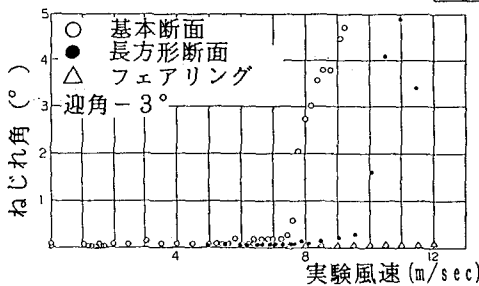 5
○ 基本断面
● 長方形断面
△ フェアリング
迎角－3°
4
3
2
1
ねじれ角（°）
4
8
12
実験風速(m/sec)